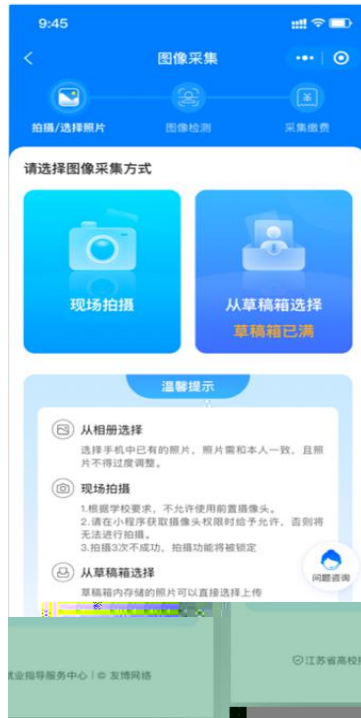 9:45
图像采集
拍摄/选择照片
图像检测
采集缴费
请选择图像采集方式
现场拍摄
从草稿箱选择
草稿箱已满
温馨提示
从相册选择
选择手机中已有的照片，照片需和本人一致，且照
片不得过度调整。
现场拍摄
1.根据学校要求，不允许使用前置摄像头。
2.请在小程序获取摄像头权限时给予允许，否则将
无法进行拍摄。
3.拍摄3次不成功，拍摄功能将被锁定
从草稿箱选择
草稿箱内存储的照片可以直接选择上传
问题咨询
业指导服务中心 | © 友博网络
江苏省高校